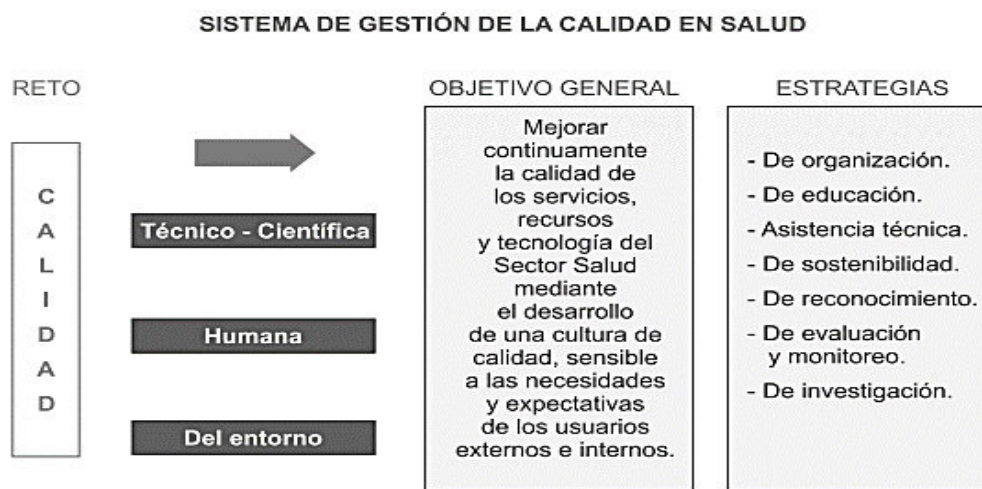 SISTEMA DE GESTIÓN DE LA CALIDAD EN SALUD
RETO
CALIDAD
Técnico - Científica
Humana
Del entorno
OBJETIVO GENERAL
Mejorar
continuamente
la calidad de
los servicios,
recursos
y tecnología del
Sector Salud
mediante
el desarrollo
de una cultura de
calidad, sensible
a las necesidades
y expectativas
de los usuarios
externos e internos.
ESTRATEGIAS
- De organización.
- De educación.
- Asistencia técnica.
- De sostenibilidad.
- De reconocimiento.
- De evaluación
y monitoreo.
- De investigación.